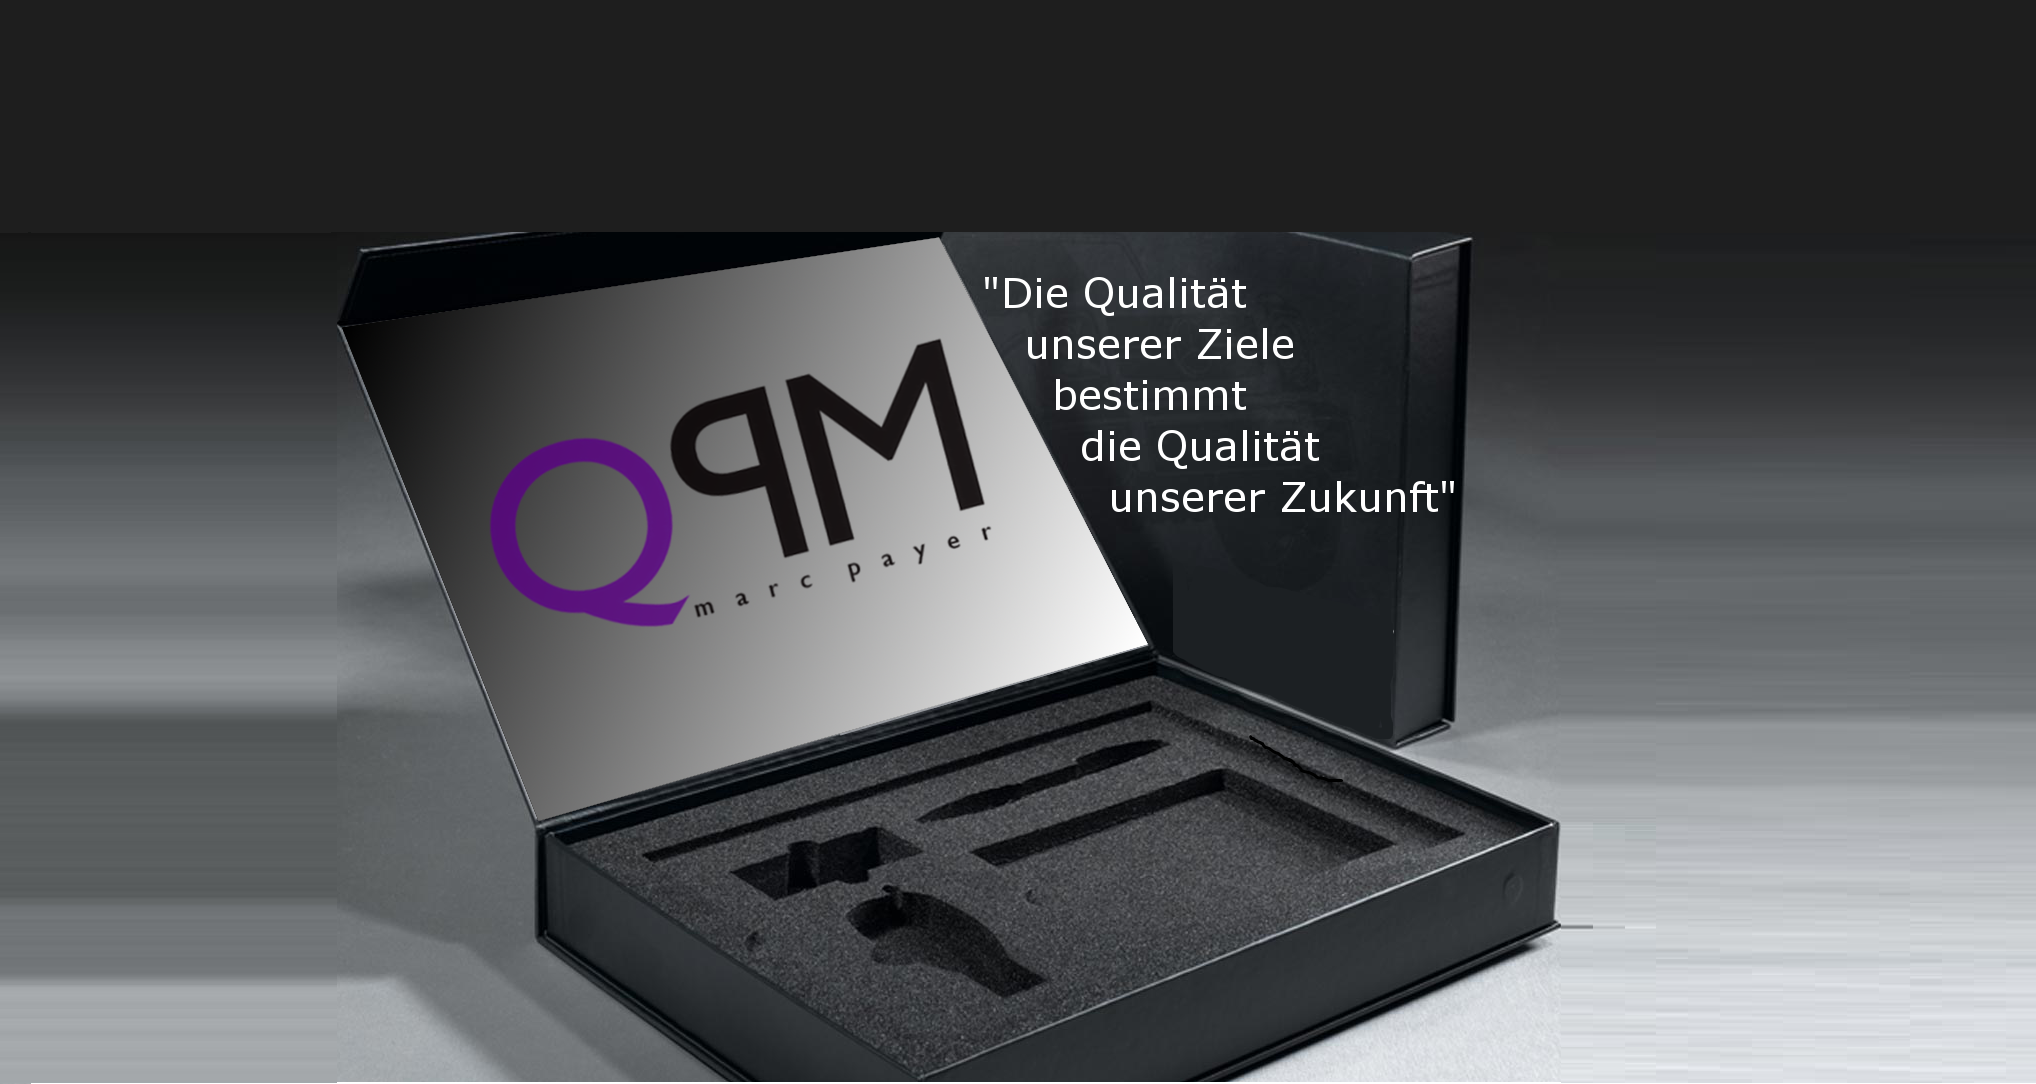 "Die Qualität
unserer Ziele
bestimmt
die Qualität
unserer Zukunft"
QPM
marc payer